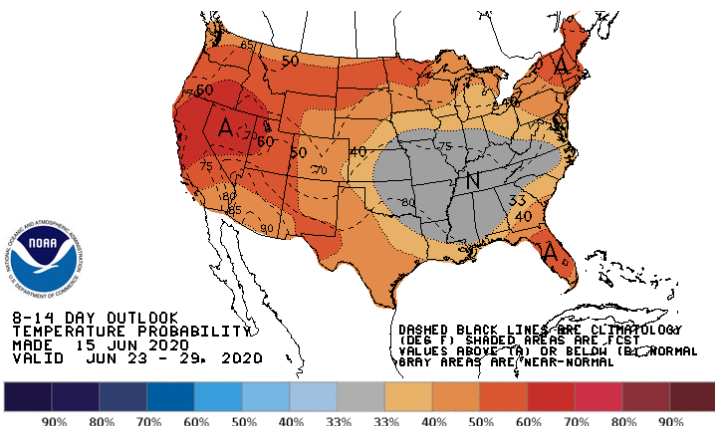 65
50
60
70
A
A
70
60
50
40
40
75
75
70
N
80
33
40
80
85
90
A
NATIONAL OCEANIC AND ATMOSPHERIC ADMINISTRATION
NOAA
U.S. DEPARTMENT OF COMMERCE
8-14 DAY OUTLOOK
TEMPERATURE PROBABILITY
MADE 15 JUN 2020
VALID JUN 23 - 29, 2020
DASHED BLACK LINES ARE CLIMATOLOGY
(DEG F) SHADED AREAS ARE FCST
VALUES ABOVE (A) OR BELOW (B) NORMAL
GRAY AREAS ARE NEAR-NORMAL
90% 80% 70% 60% 50% 40% 33% 33% 40% 50% 60% 70% 80% 90%